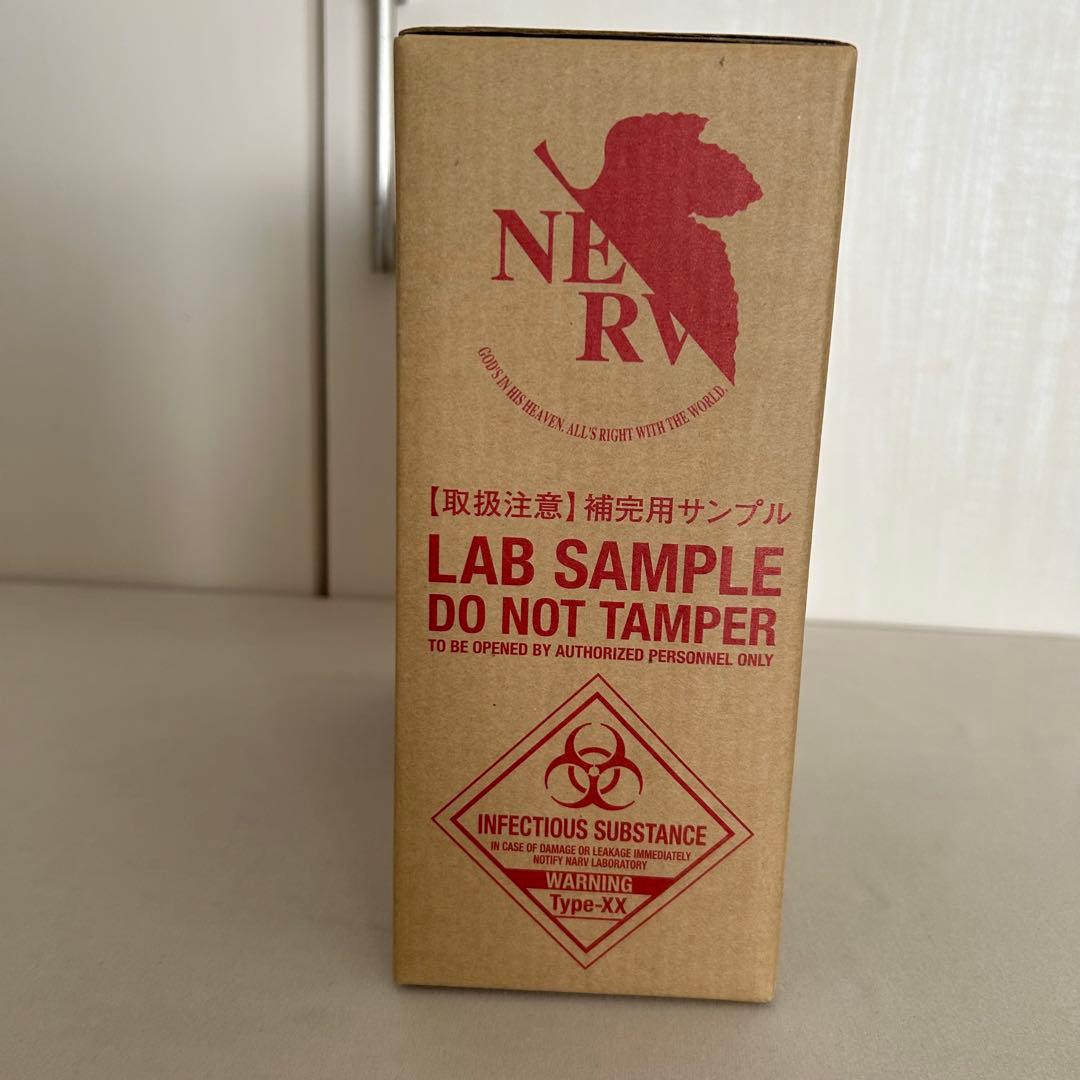 NERV
GOD'S IN HIS HEAVEN. ALL'S RIGHT WITH THE WORLD.
【取扱注意】補完用サンプル
LAB SAMPLE
DO NOT TAMPER
TO BE OPENED BY AUTHORIZED PERSONNEL ONLY
INFECTIOUS SUBSTANCE
IN CASE OF DAMAGE OR LEAKAGE IMMEDIATELY
NOTIFY NARV LABORATORY
WARNING
Type-XX